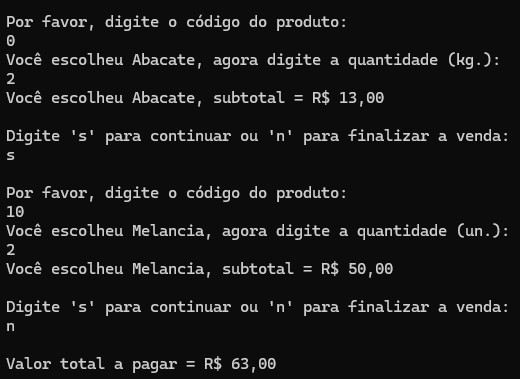 Por favor, digite o código do produto:
0
Você escolheu Abacate, agora digite a quantidade (kg.):
2
Você escolheu Abacate, subtotal = R$ 13,00
Digite 's' para continuar ou 'n' para finalizar a venda:
s
Por favor, digite o código do produto:
10
Você escolheu Melancia, agora digite a quantidade (un.):
2
Você escolheu Melancia, subtotal = R$ 50,00
Digite 's' para continuar ou 'n' para finalizar a venda:
n
Valor total a pagar = R$ 63,00